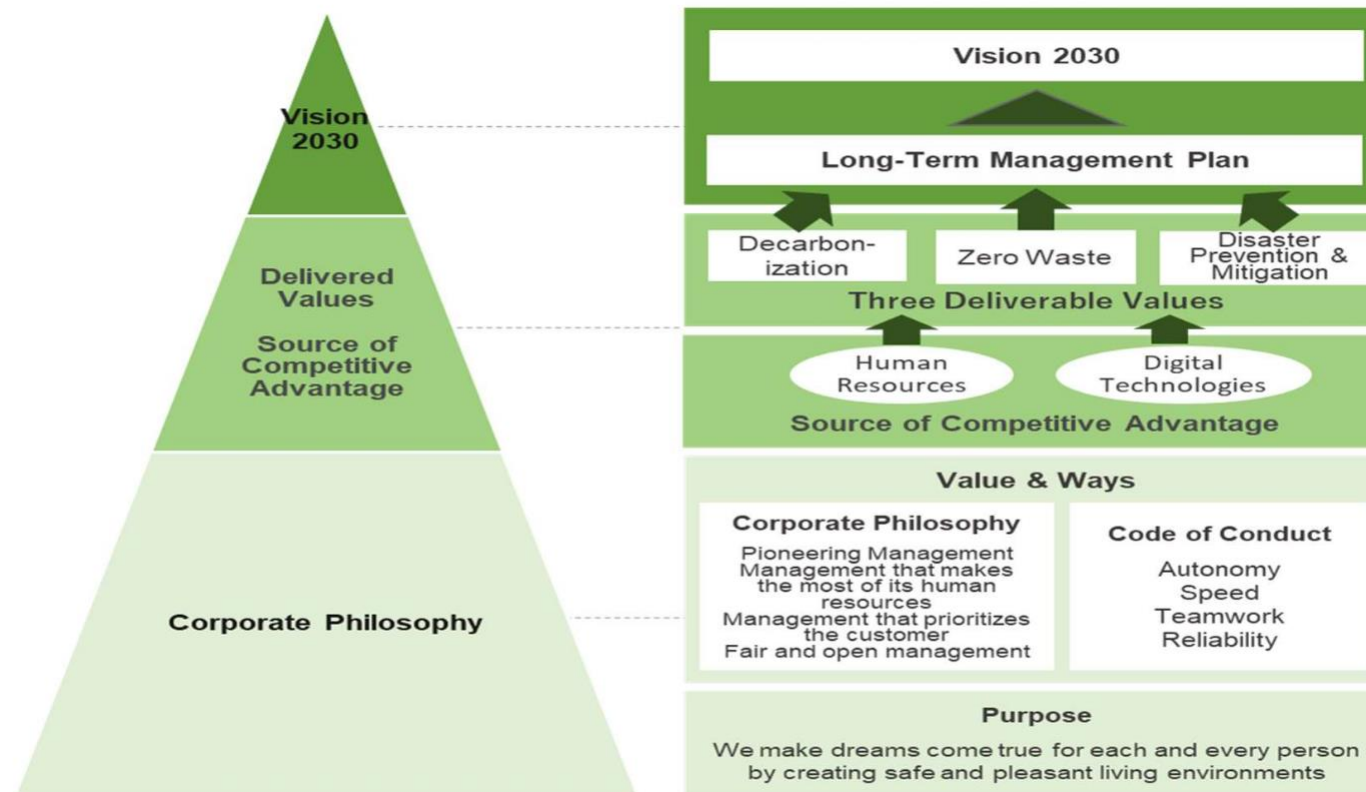 Vision
2030
Delivered
Values
Source of
Competitive
Advantage
Corporate Philosophy
Vision 2030
Long-Term Management Plan
Decarbon-
ization
Zero Waste
Disaster
Prevention &
Mitigation
Three Deliverable Values
Human
Resources
Digital
Technologies
Source of Competitive Advantage
Value & Ways
Corporate Philosophy
Pioneering Management
Management that makes
the most of its human
resources
Management that prioritizes
the customer
Fair and open management
Code of Conduct
Autonomy
Speed
Teamwork
Reliability
Purpose
We make dreams come true for each and every person
by creating safe and pleasant living environments